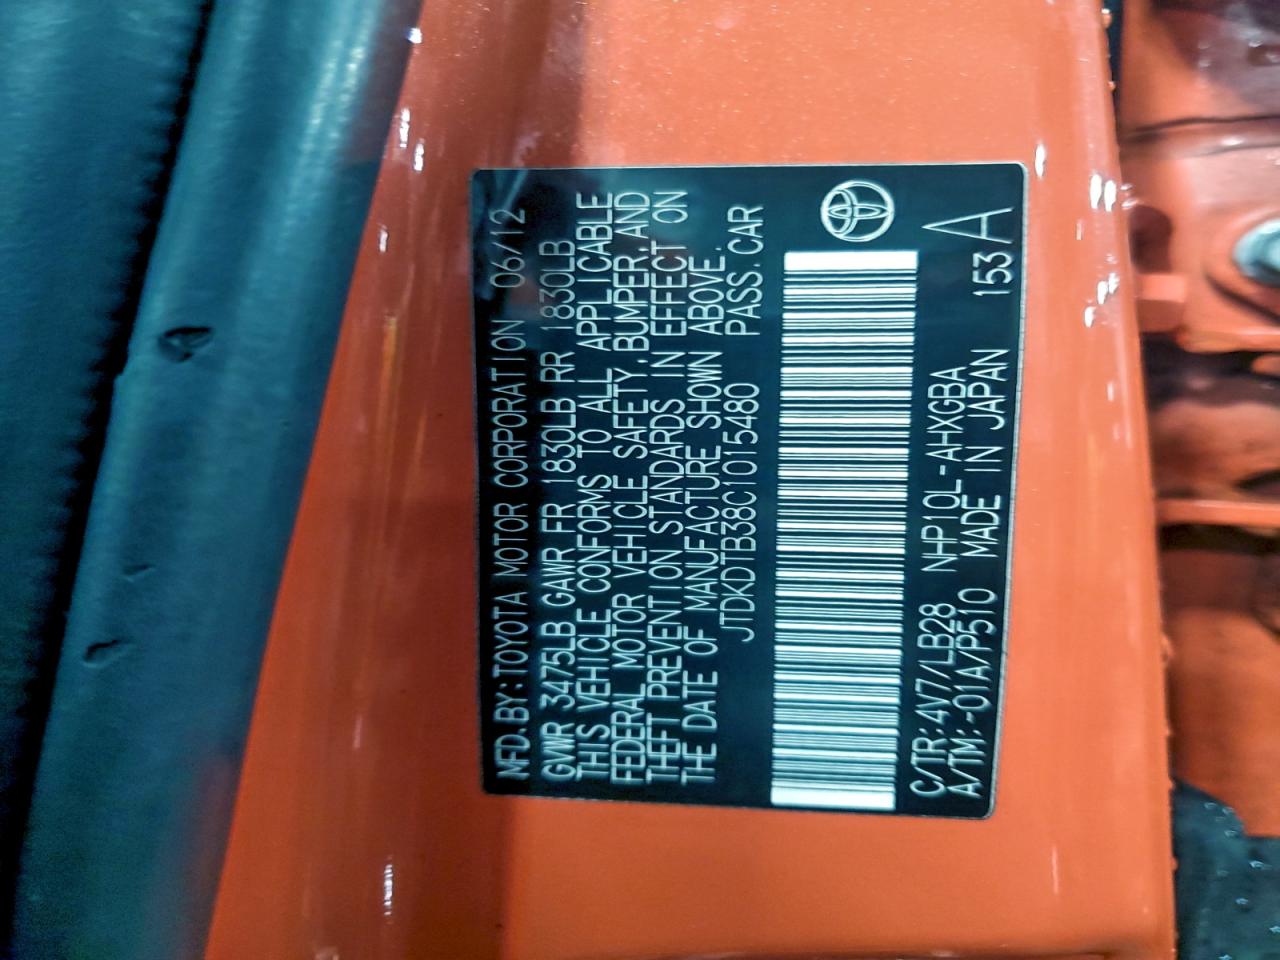 MFD. BY: TOYOTA MOTOR CORPORATION 06/12
GVWR 3475LB GAWR FR 1830LB RR 1830LB
THIS VEHICLE CONFORMS TO ALL APPLICABLE
FEDERAL MOTOR VEHICLE SAFETY, BUMPER, AND
THEFT PREVENTION STANDARDS IN EFFECT ON
THE DATE OF MANUFACTURE SHOWN ABOVE.
JTDKDTB38C1015480 PASS. CAR
C/TR: 4V7/LB28 NHP10L-AHXGBA
A/TM: -01A/P510 MADE IN JAPAN 153 A